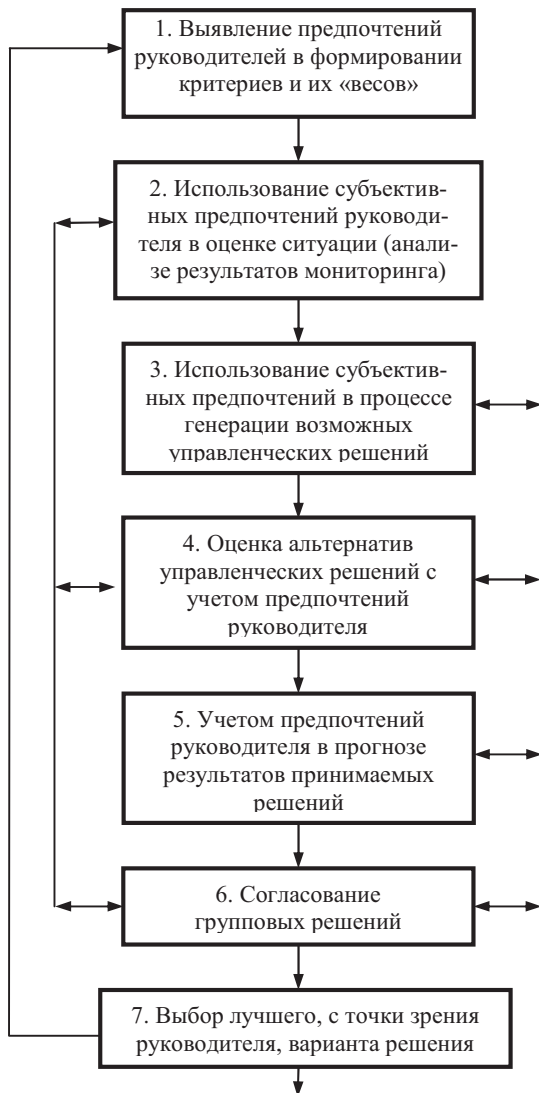 1. Выявление предпочтений
руководителей в формировании
критериев и их «весов»
2. Использование субъектив-
ных предпочтений руководи-
теля в оценке ситуации (анали-
зе результатов мониторинга)
3. Использование субъектив-
ных предпочтений в процессе
генерации возможных
управленческих решений
4. Оценка альтернатив
управленческих решений с
учетом предпочтений
руководителя
5. Учетом предпочтений
руководителя в прогнозе
результатов принимаемых
решений
6. Согласование
групповых решений
7. Выбор лучшего, с точки зрения
руководителя, варианта решения